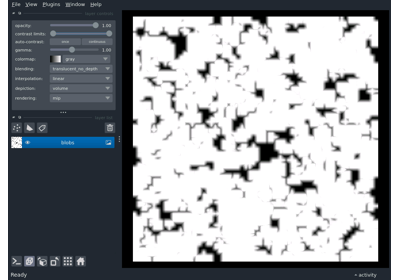 File View Plugins Window Help
opacity: 1.00
contrast limits:
auto-contrast: once continuous
gamma: 1.00
colormap: gray
blending: translucent_no_depth
interpolation: linear
depiction: volume
rendering: mip
blobs
Ready
activity